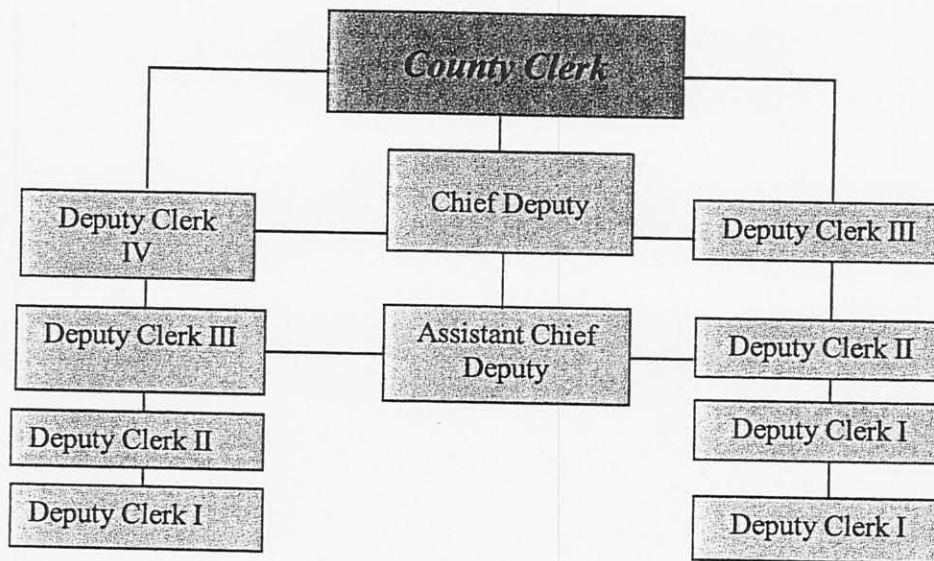 County Clerk
Chief Deputy
Deputy Clerk
IV
Deputy Clerk III
Deputy Clerk III
Assistant Chief
Deputy
Deputy Clerk II
Deputy Clerk II
Deputy Clerk I
Deputy Clerk I
Deputy Clerk I